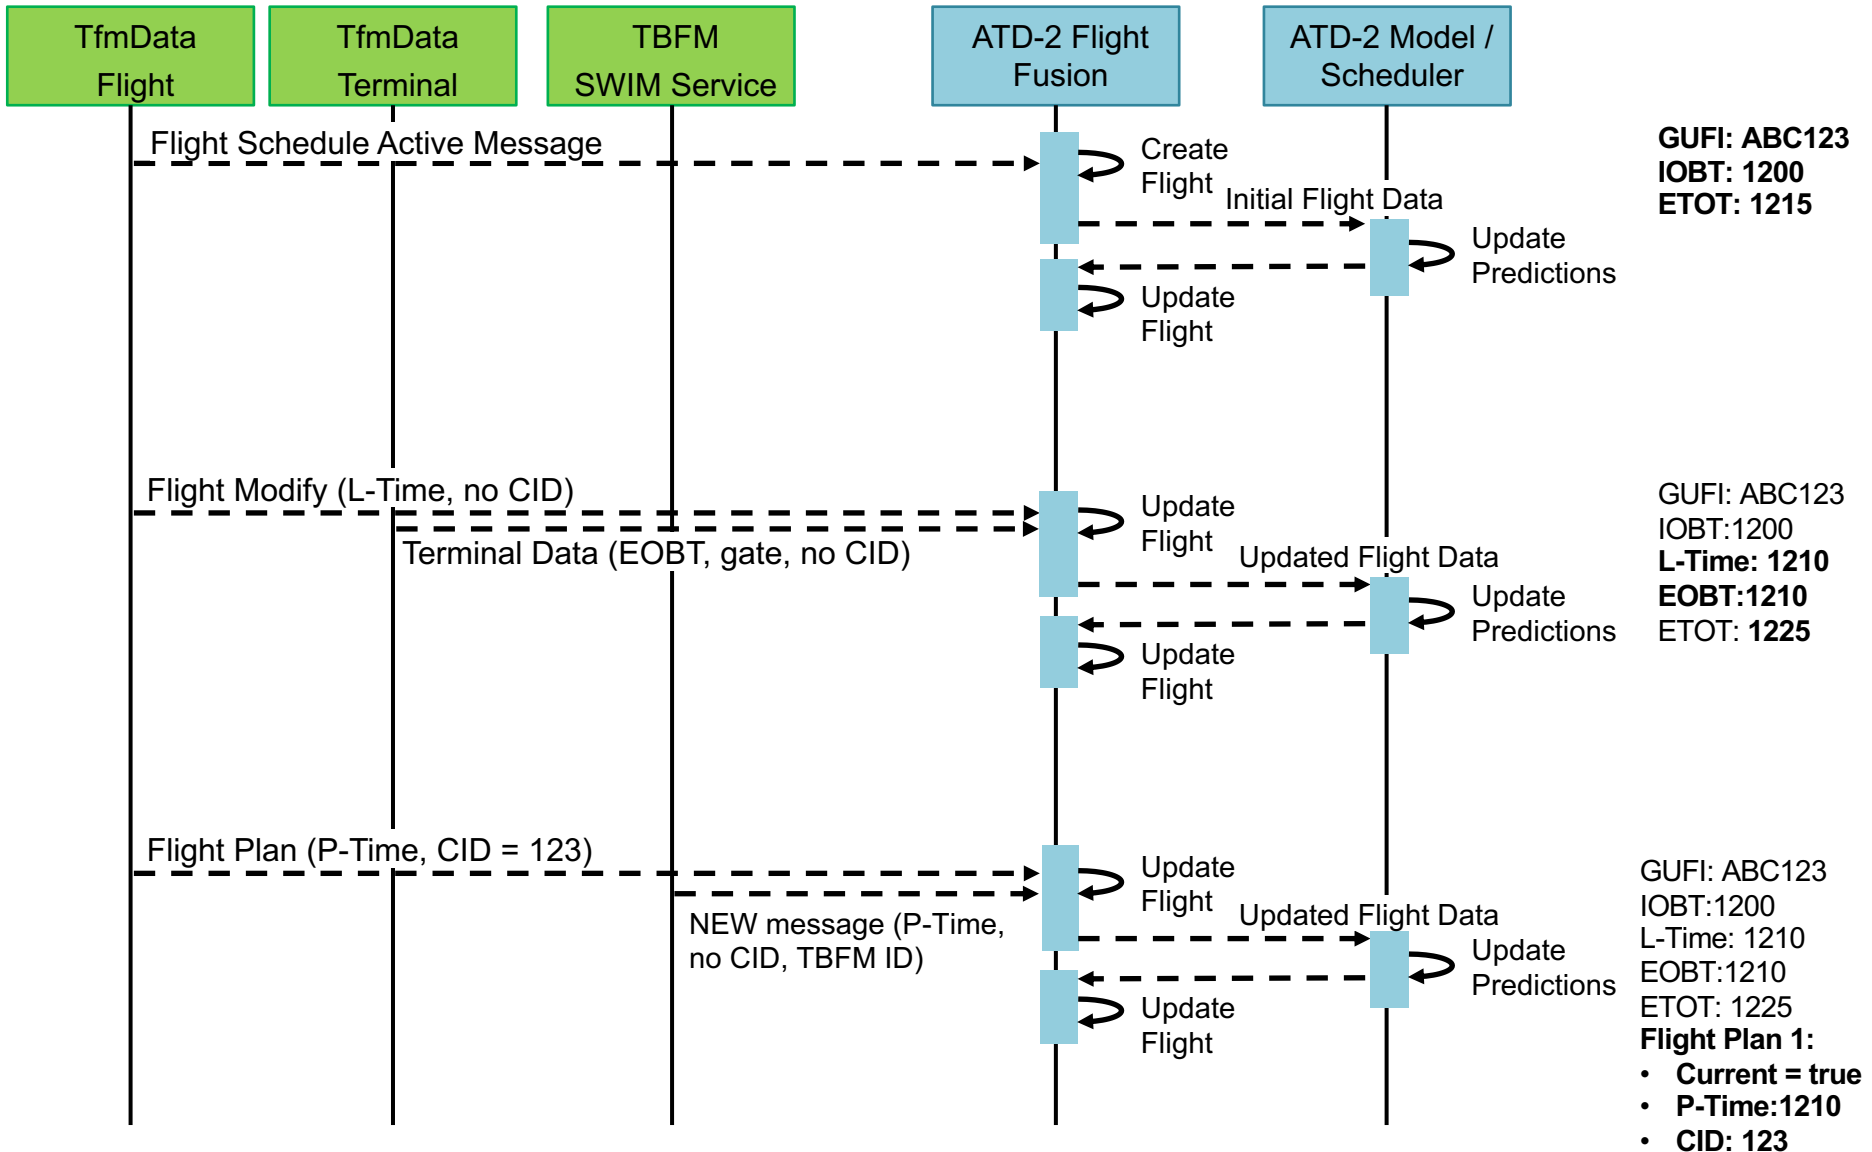 TfmData
Flight
TfmData
Terminal
TBFM
SWIM Service
ATD-2 Flight
Fusion
ATD-2 Model /
Scheduler
Flight Schedule Active Message
Create
Flight
Initial Flight Data
Update
Predictions
Update
Flight
GUFI: ABC123
IOBT: 1200
ETOT: 1215
Flight Modify (L-Time, no CID)
Terminal Data (EOBT, gate, no CID)
Update
Flight
Updated Flight Data
Update
Predictions
Update
Flight
GUFI: ABC123
IOBT:1200
L-Time: 1210
EOBT:1210
ETOT: 1225
Flight Plan (P-Time, CID = 123)
NEW message (P-Time,
no CID, TBFM ID)
Update
Flight
Updated Flight Data
Update
Predictions
Update
Flight
GUFI: ABC123
IOBT:1200
L-Time: 1210
EOBT:1210
ETOT: 1225
Flight Plan 1:
• Current = true
• P-Time:1210
• CID: 123